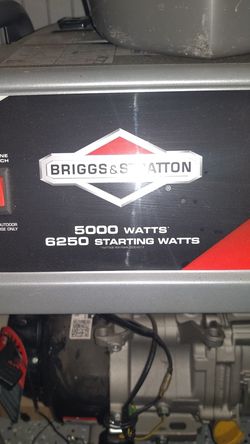 BRIGGS & STRATTON
®
5000 WATTS
6250 STARTING WATTS